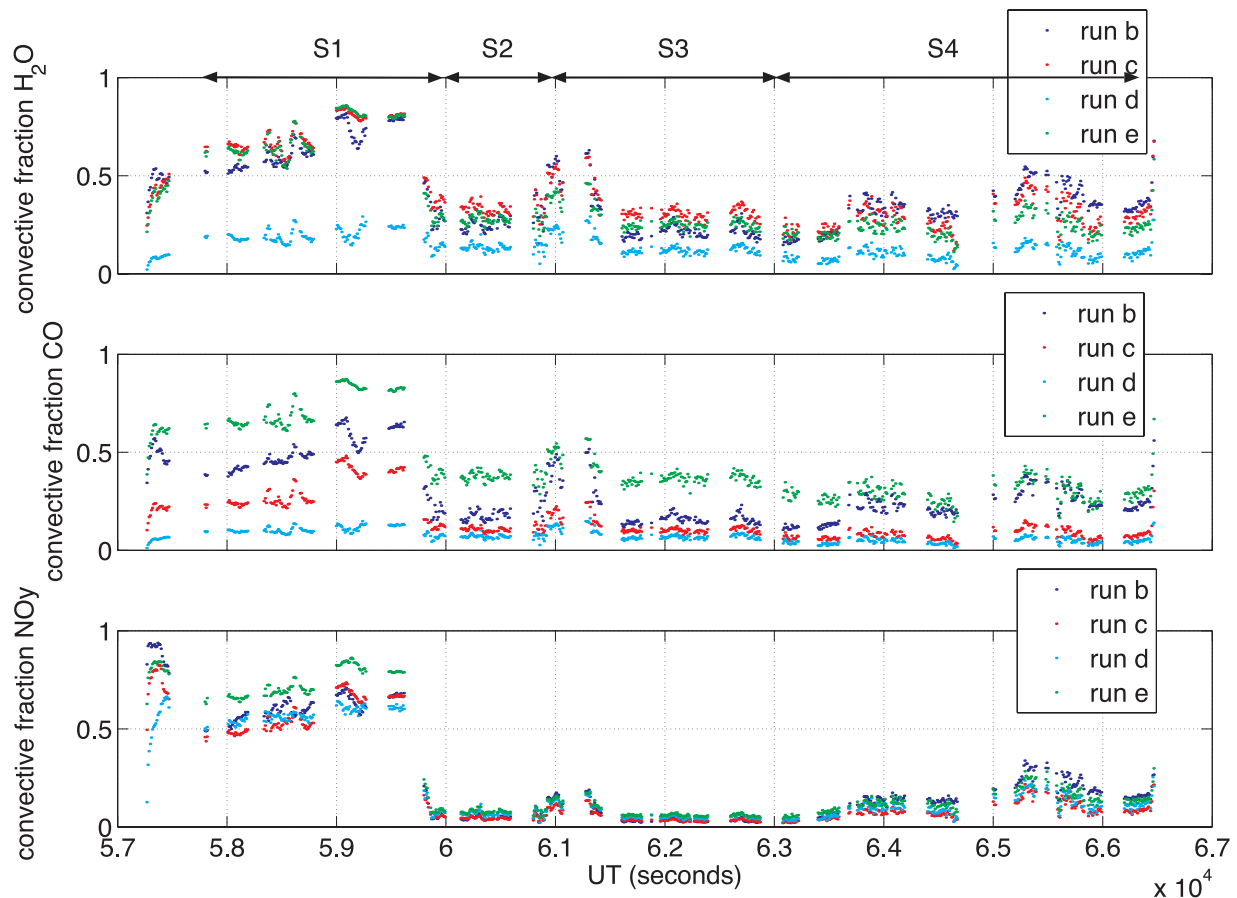 S1 S2 S3 S4
convective fraction H2O
1
0.5
0
run b
run c
run d
run e
convective fraction CO
1
0.5
0
run b
run c
run d
run e
convective fraction NOy
1
0.5
0
run b
run c
run d
run e
5.7 5.8 5.9 6 6.1 6.2 6.3 6.4 6.5 6.6 6.7
UT (seconds)
x 10^4